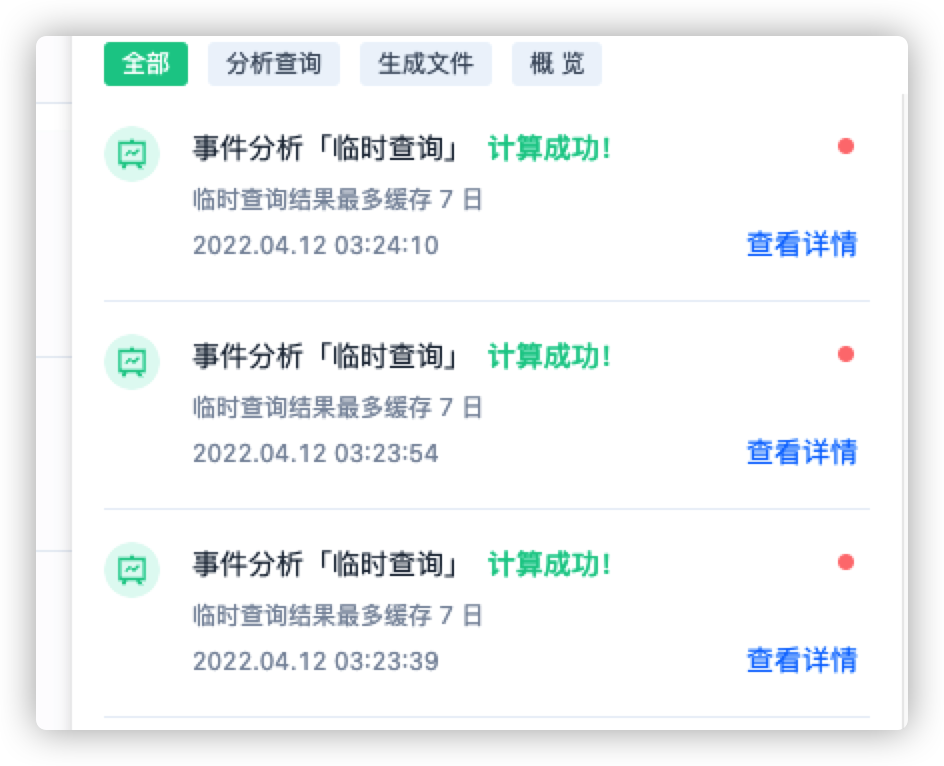 全部 分析查询 生成文件 概 览
事件分析「临时查询」 计算成功!
临时查询结果最多缓存 7 日
2022.04.12 03:24:10 查看详情
事件分析「临时查询」 计算成功!
临时查询结果最多缓存 7 日
2022.04.12 03:23:54 查看详情
事件分析「临时查询」 计算成功!
临时查询结果最多缓存 7 日
2022.04.12 03:23:39 查看详情